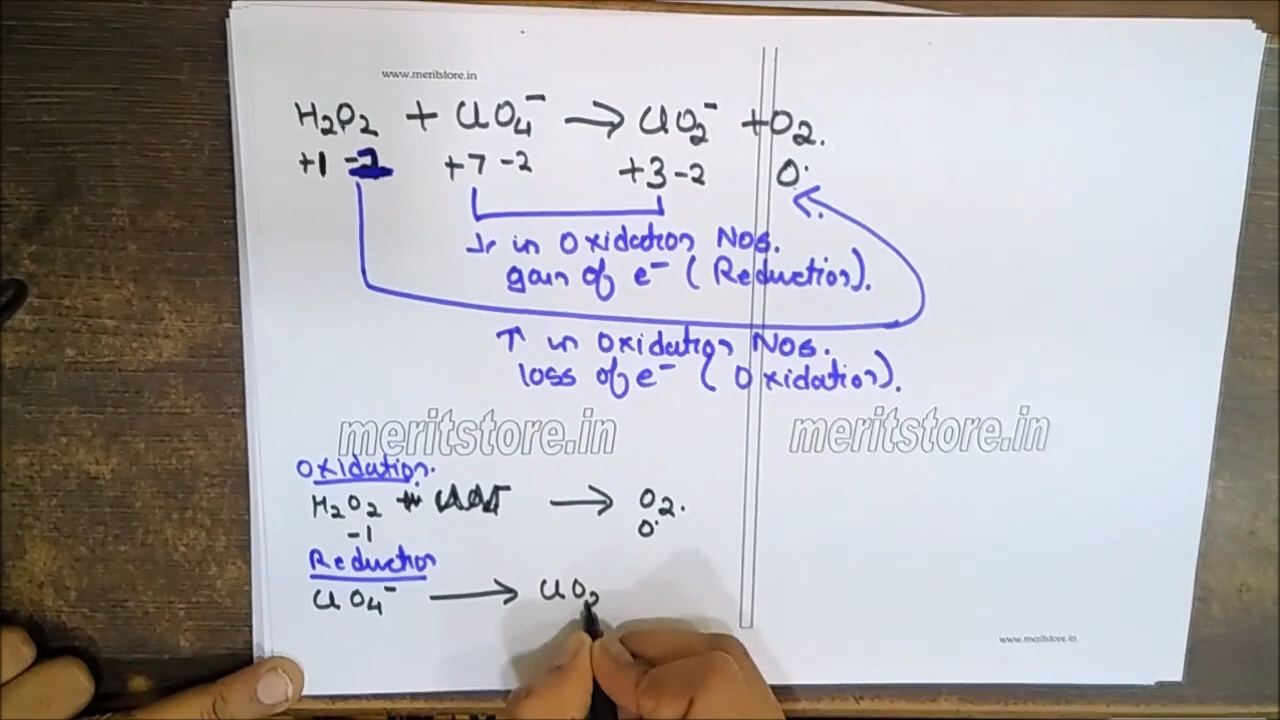 www.meritstore.in
H₂O₂ + ClO₄⁻ → ClO₂⁻ + O₂.
+1 -1 +7 -2 +3 -2 0.
↓ in Oxidation Nos.
gain of e⁻ (Reduction).
↑ in Oxidation Nos.
loss of e⁻ (Oxidation).
meritstore.in meritstore.in
Oxidation.
H₂O₂ → O₂.
-1 0.
Reduction
ClO₄⁻ → ClO₂
www.meritstore.in